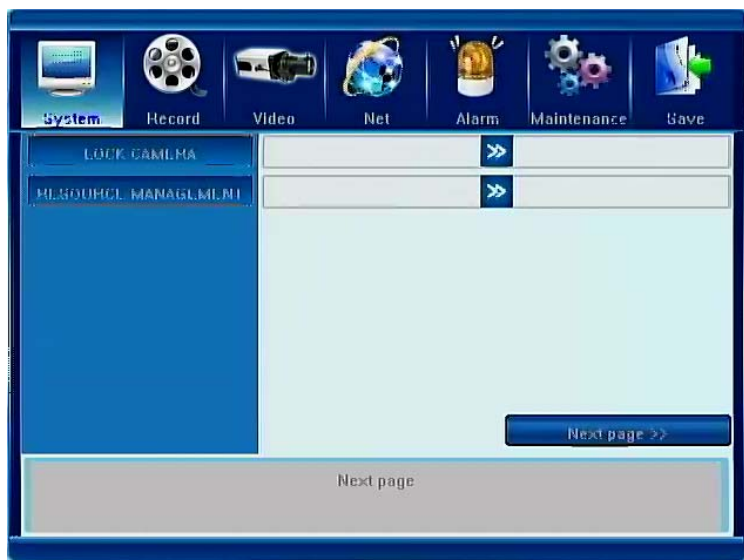 System Record Video Net Alarm Maintenance Save
LOCK CAMERA
RESOURCE MANAGEMENT
Next page >>
Next page